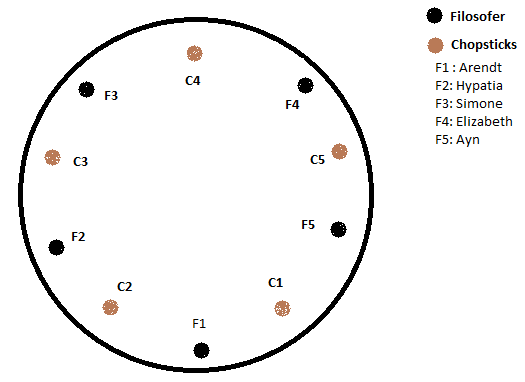 Filosofer
Chopsticks
F1 : Arendt
F2: Hypatia
F3: Simone
F4: Elizabeth
F5: Ayn
C4
F3
F4
C3
C5
F5
F2
C2
C1
F1